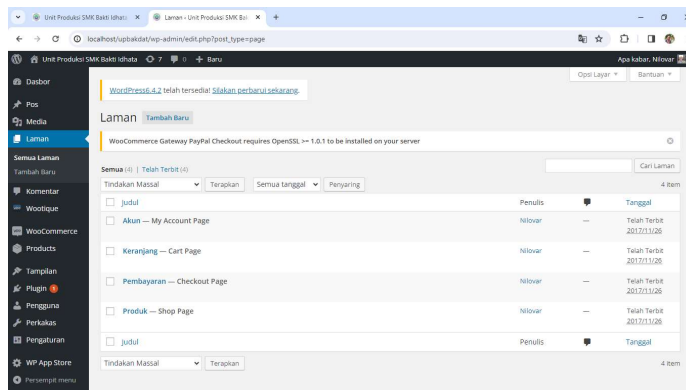 Unit Produksi SMK Bakti Idhata
Laman ‹ Unit Produksi SMK Bak
localhost/upbakdat/wp-admin/edit.php?post_type=page
Unit Produksi SMK Bakti Idhata 7 0 + Baru Apa kabar, Nilovar
Opsi Layar Bantuan
Dasbor
Pos
Media
Laman
Semua Laman
Tambah Baru
Komentar
Wootique
WooCommerce
Products
Tampilan
Plugin 1
Pengguna
Perkakas
Pengaturan
WP App Store
Persempit menu
WordPress6.4.2 telah tersedia! Silakan perbarui sekarang.
Laman Tambah Baru
WooCommerce Gateway PayPal Checkout requires OpenSSL >= 1.0.1 to be installed on your server
Semua (4) | Telah Terbit (4)
Cari Laman
Tindakan Massal Terapkan Semua tanggal Penyaring 4 item
Judul Penulis Tanggal
Akun — My Account Page Nilovar — Telah Terbit
2017/11/26
Keranjang — Cart Page Nilovar — Telah Terbit
2017/11/26
Pembayaran — Checkout Page Nilovar — Telah Terbit
2017/11/26
Produk — Shop Page Nilovar — Telah Terbit
2017/11/26
Judul Penulis Tanggal
Tindakan Massal Terapkan 4 item